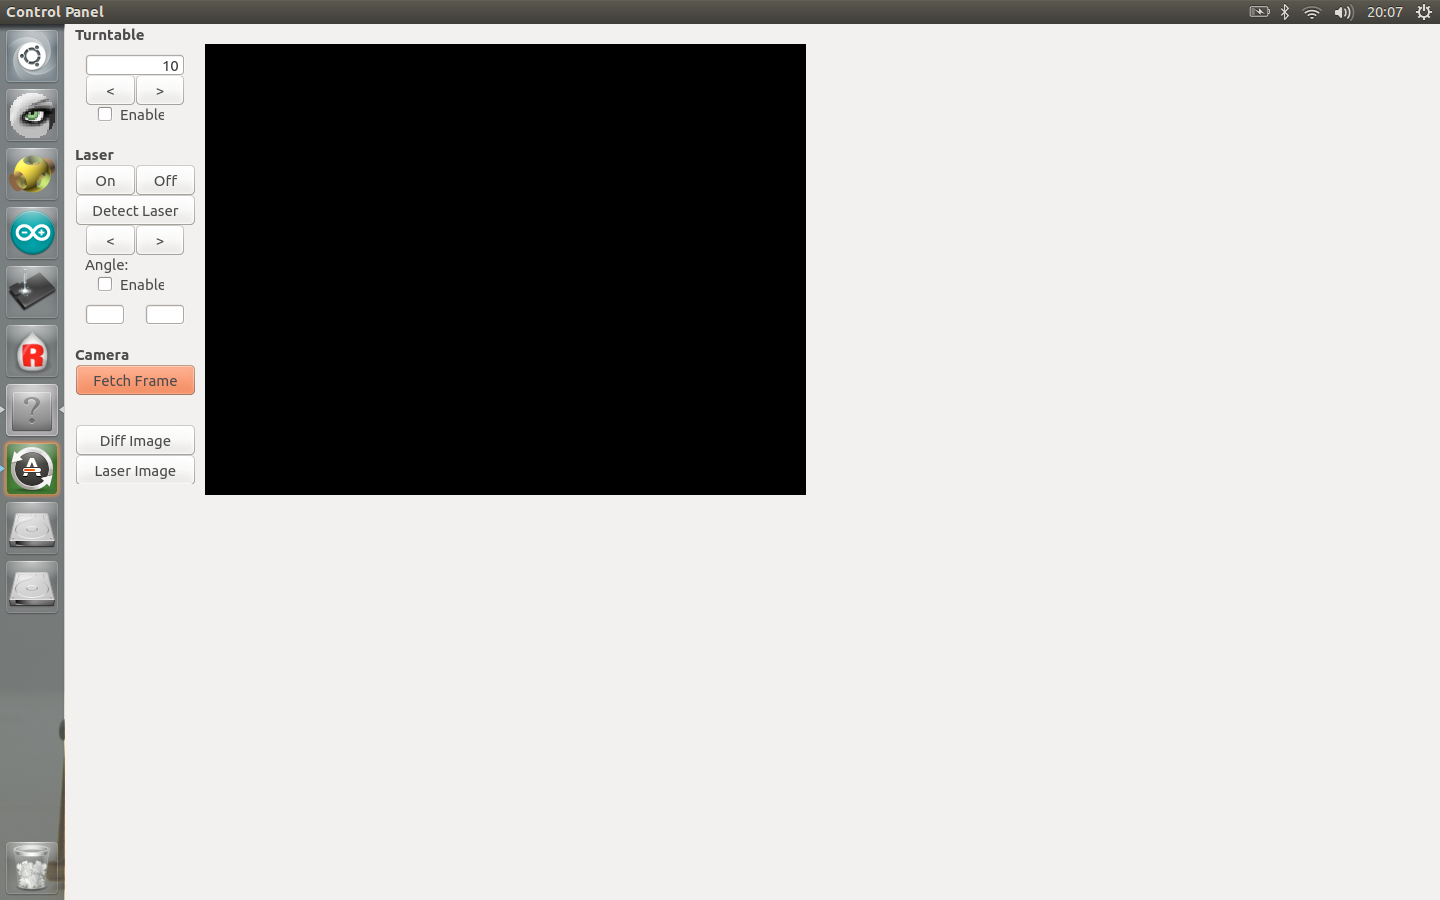 Control Panel 20:07
Turntable
10
< >
Enable
Laser
On Off
Detect Laser
< >
Angle:
Enable
Camera
Fetch Frame
Diff Image
Laser Image
R
?
A